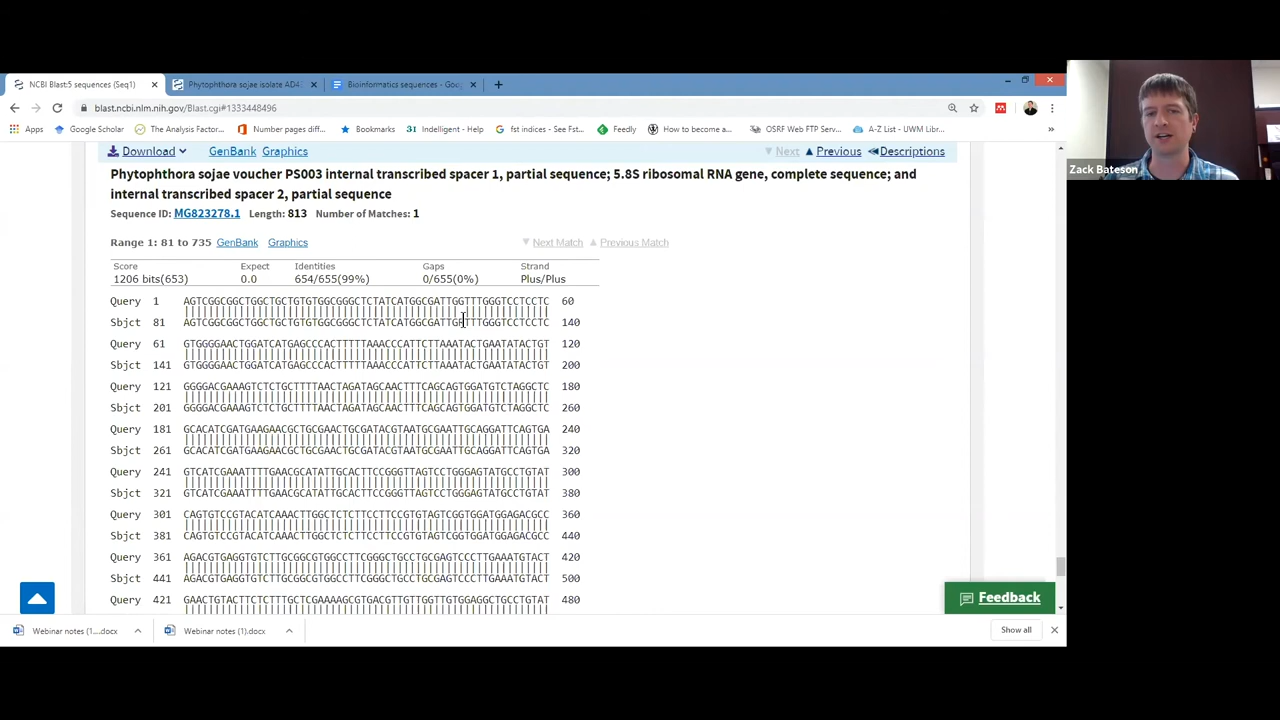 NCBI Blast:5 sequences (Seq1)
Phytophthora sojae isolate AD4
Bioinformatics sequences - Goo
blast.ncbi.nlm.nih.gov/Blast.cgi#1333448496
Apps Google Scholar The Analysis Factor... Number pages diff... Bookmarks Indelligent - Help fst indices - See Fst... Feedly How to become a... OSRF Web FTP Serv... A-Z List - UWM Libr... »
Download GenBank Graphics Next Previous Descriptions
Phytophthora sojae voucher PS003 internal transcribed spacer 1, partial sequence; 5.8S ribosomal RNA gene, complete sequence; and
internal transcribed spacer 2, partial sequence
Sequence ID: MG823278.1 Length: 813 Number of Matches: 1
Range 1: 81 to 735 GenBank Graphics Next Match Previous Match
Score Expect Identities Gaps Strand
1206 bits(653) 0.0 654/655(99%) 0/655(0%) Plus/Plus
Query 1 AGTCGGCGGCTGGCTGCTGTGTGGCGGGCTCTATCATGGCGATTGGTTTGGGTCCTCCTC 60
Sbjct 81 AGTCGGCGGCTGGCTGCTGTGTGGCGGGCTCTATCATGGCGATTGRTTTGGGTCCTCCTC 140
Query 61 GTGGGGAACTGGATCATGAGCCCACTTTTTAAACCCATTCTTAAATACTGAATATACTGT 120
Sbjct 141 GTGGGGAACTGGATCATGAGCCCACTTTTTAAACCCATTCTTAAATACTGAATATACTGT 200
Query 121 GGGGACGAAAGTCTCTGCTTTTAACTAGATAGCAACTTTCAGCAGTGGATGTCTAGGCTC 180
Sbjct 201 GGGGACGAAAGTCTCTGCTTTTAACTAGATAGCAACTTTCAGCAGTGGATGTCTAGGCTC 260
Query 181 GCACATCGATGAAGAACGCTGCGAACTGCGATACGTAATGCGAATTGCAGGATTCAGTGA 240
Sbjct 261 GCACATCGATGAAGAACGCTGCGAACTGCGATACGTAATGCGAATTGCAGGATTCAGTGA 320
Query 241 GTCATCGAAATTTTGAACGCATATTGCACTTCCGGGTTAGTCCTGGGAGTATGCCTGTAT 300
Sbjct 321 GTCATCGAAATTTTGAACGCATATTGCACTTCCGGGTTAGTCCTGGGAGTATGCCTGTAT 380
Query 301 CAGTGTCCGTACATCAAACTTGGCTCTCTTCCTTCCGTGTAGTCGGTGGATGGAGACGCC 360
Sbjct 381 CAGTGTCCGTACATCAAACTTGGCTCTCTTCCTTCCGTGTAGTCGGTGGATGGAGACGCC 440
Query 361 AGACGTGAGGTGTCTTGCGGCGTGGCCTTCGGGCTGCCTGCGAGTCCCTTGAAATGTACT 420
Sbjct 441 AGACGTGAGGTGTCTTGCGGCGTGGCCTTCGGGCTGCCTGCGAGTCCCTTGAAATGTACT 500
Query 421 GAACTGTACTTCTCTTTGCTCGAAAAGCGTGACGTTGTTGGTTGTGGAGGCTGCCTGTAT 480
Feedback
Webinar notes (1....docx Webinar notes (1).docx Show all
Zack Bateson